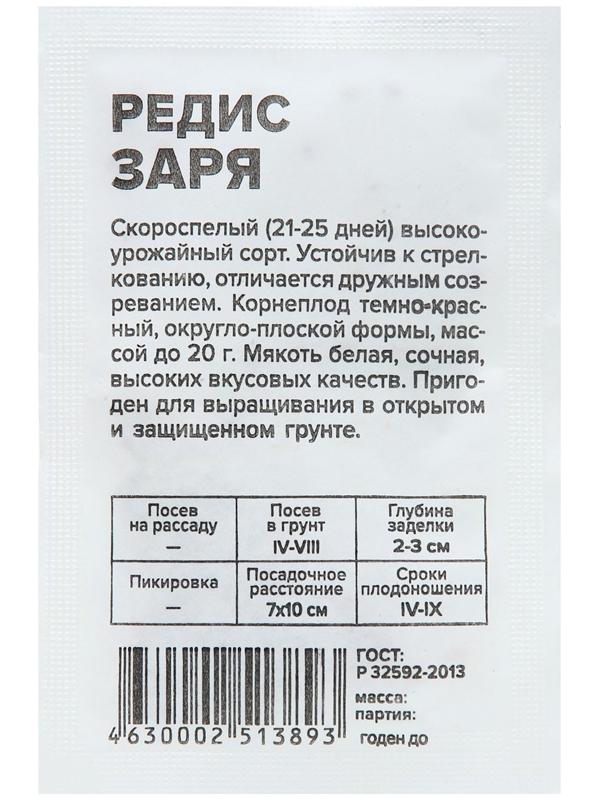 РЕДИС
ЗАРЯ
Скороспелый (21-25 дней) высоко-
урожайный сорт. Устойчив к стрел-
кованию, отличается дружным соз-
реванием. Корнеплод темно-крас-
ный, округло-плоской формы, мас-
сой до 20 г. Мякоть белая, сочная,
высоких вкусовых качеств. Приго-
ден для выращивания в открытом
и защищенном грунте.
Посев Посев Глубина
на рассаду в грунт заделки
— IV-VIII 2-3 см
Пикировка Посадочное Сроки
расстояние плодоношения
— 7х10 см IV-IX
ГОСТ:
Р 32592-2013
масса:
партия:
годен до
4 630002 513893